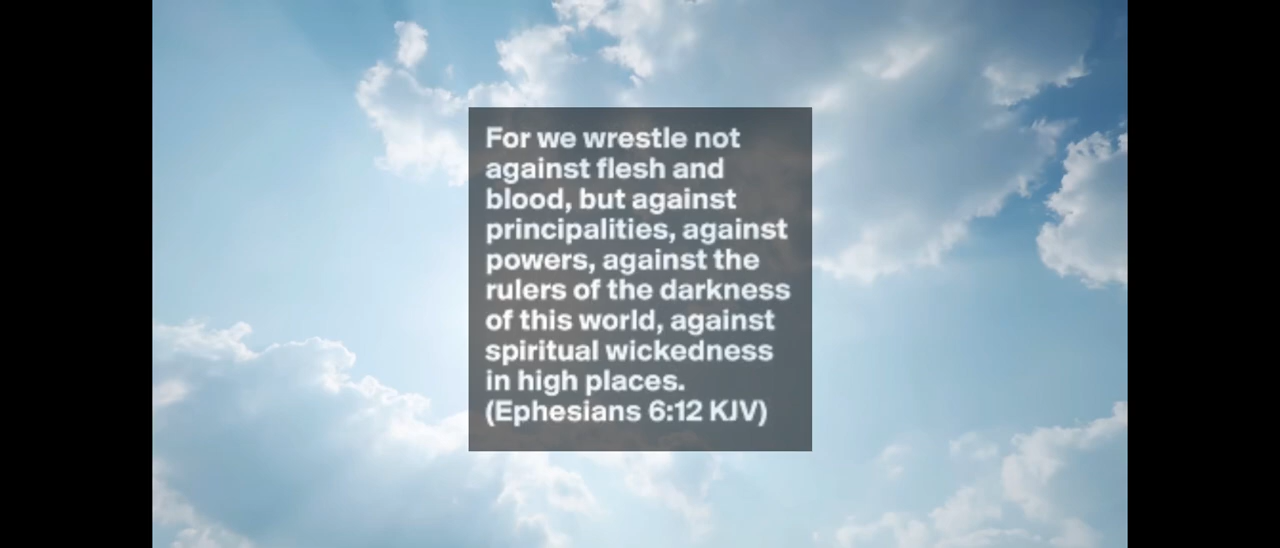 For we wrestle not
against flesh and
blood, but against
principalities, against
powers, against the
rulers of the darkness
of this world, against
spiritual wickedness
in high places.
(Ephesians 6:12 KJV)